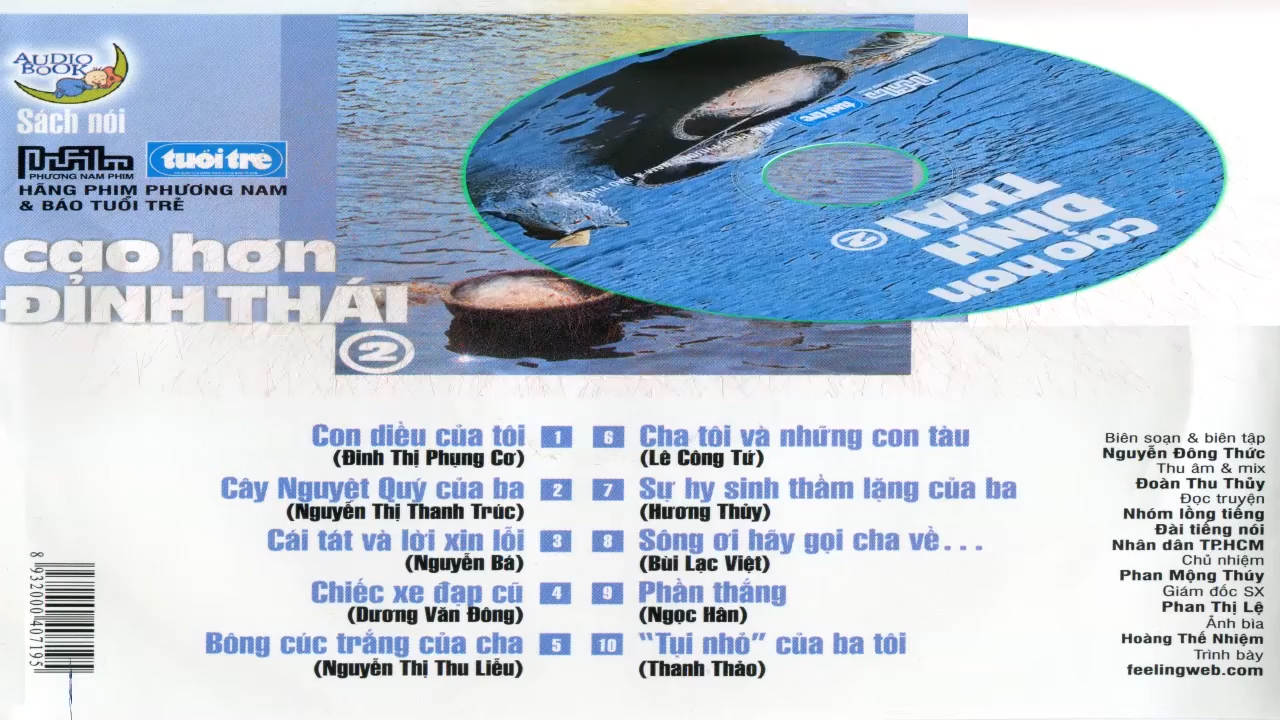 AUDIO
BOOK
Sách nói
Phương Nam Phim
tuổi trẻ
HÃNG PHIM PHƯƠNG NAM
& BÁO TUỔI TRẺ
cao hơn
ĐỈNH THÁI
2
tuổi trẻ
cao hơn
ĐỈNH
THÁI
2
Con diều của tôi 1
(Đinh Thị Phụng Cơ)
Cây Nguyệt Quý của ba 2
(Nguyễn Thị Thanh Trúc)
Cái tát và lời xin lỗi 3
(Nguyễn Bá)
Chiếc xe đạp cũ 4
(Dương Văn Đông)
Bông cúc trắng của cha 5
(Nguyễn Thị Thu Liễu)
6 Cha tôi và những con tàu
(Lê Công Tứ)
7 Sự hy sinh thầm lặng của ba
(Hương Thủy)
8 Sông ơi hãy gọi cha về...
(Bùi Lạc Việt)
9 Phần thắng
(Ngọc Hân)
10 "Tụi nhỏ" của ba tôi
(Thanh Thảo)
Biên soạn & biên tập
Nguyễn Đông Thức
Thu âm & mix
Đoàn Thu Thủy
Đọc truyện
Nhóm lồng tiếng
Đài tiếng nói
Nhân dân TP.HCM
Chủ nhiệm
Phan Mộng Thúy
Giám đốc SX
Phan Thị Lệ
Ảnh bìa
Hoàng Thế Nhiệm
Trình bày
feelingweb.com
8 932000 407195